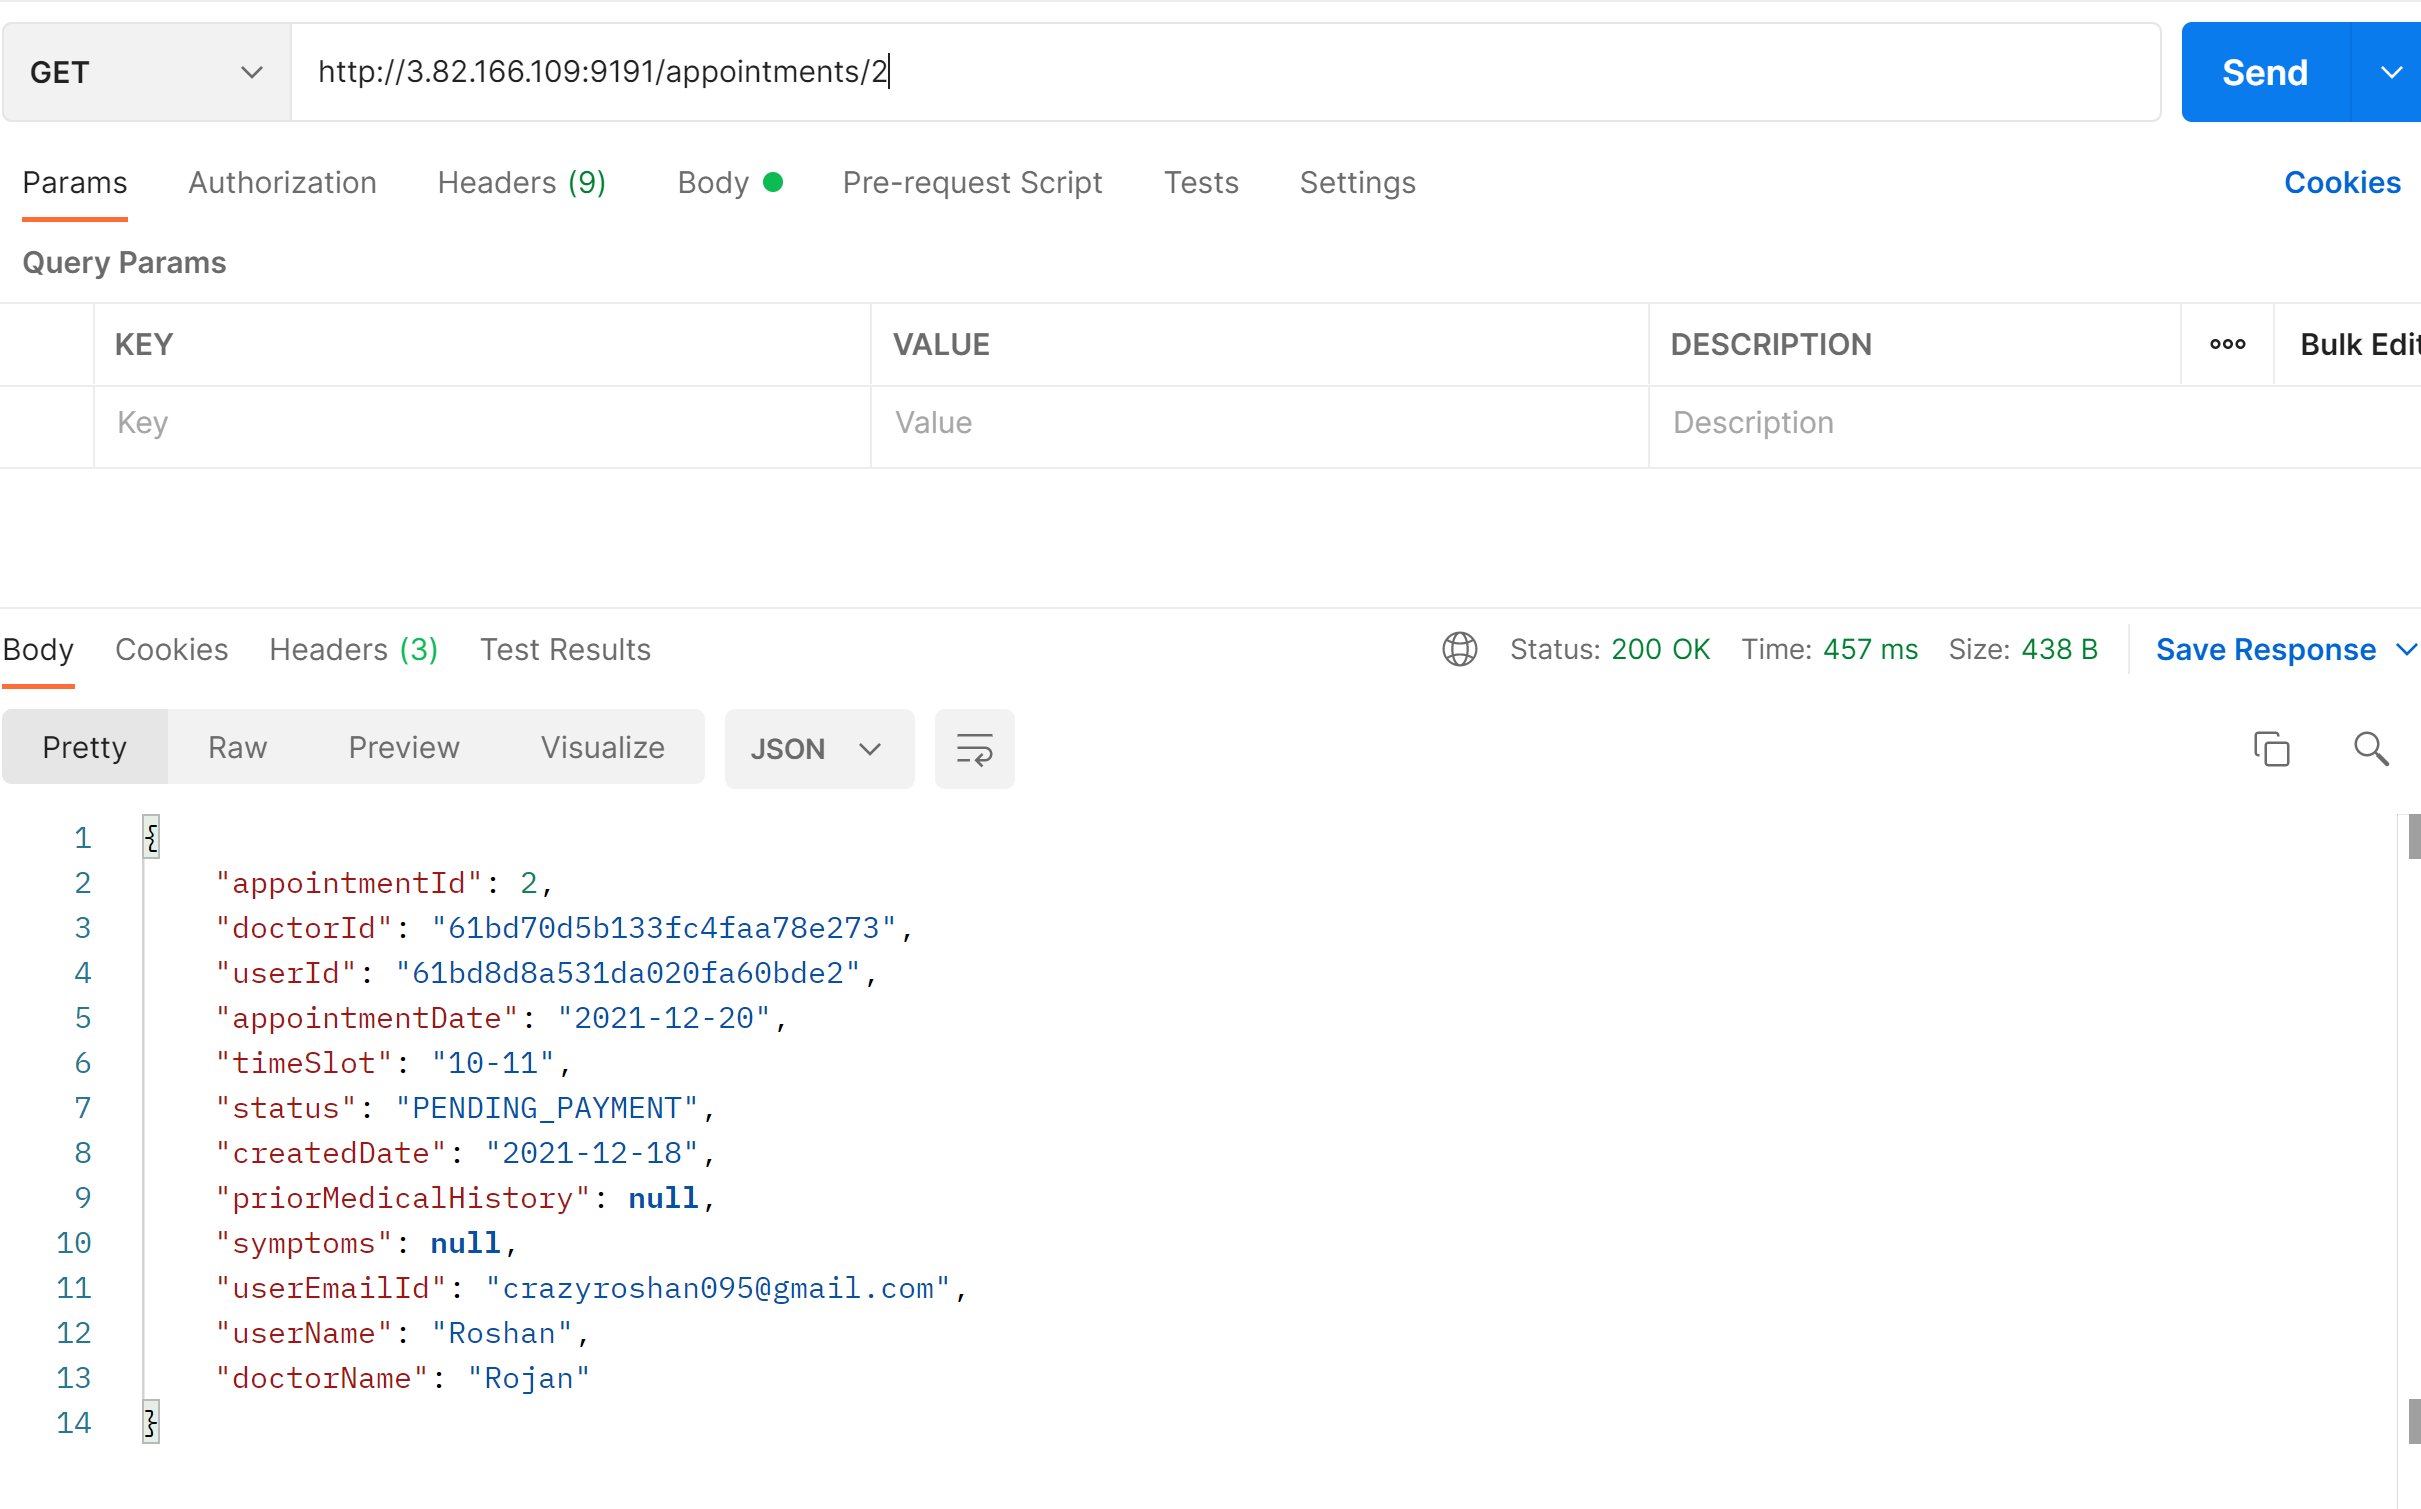 GET http://3.82.166.109:9191/appointments/2 Send
Params Authorization Headers (9) Body Pre-request Script Tests Settings Cookies
Query Params
KEY VALUE DESCRIPTION Bulk Edit
Key Value Description
Body Cookies Headers (3) Test Results Status: 200 OK Time: 457 ms Size: 438 B Save Response
Pretty Raw Preview Visualize JSON
1 {
2 "appointmentId": 2,
3 "doctorId": "61bd70d5b133fc4faa78e273",
4 "userId": "61bd8d8a531da020fa60bde2",
5 "appointmentDate": "2021-12-20",
6 "timeSlot": "10-11",
7 "status": "PENDING_PAYMENT",
8 "createdDate": "2021-12-18",
9 "priorMedicalHistory": null,
10 "symptoms": null,
11 "userEmailId": "crazyroshan095@gmail.com",
12 "userName": "Roshan",
13 "doctorName": "Rojan"
14 }